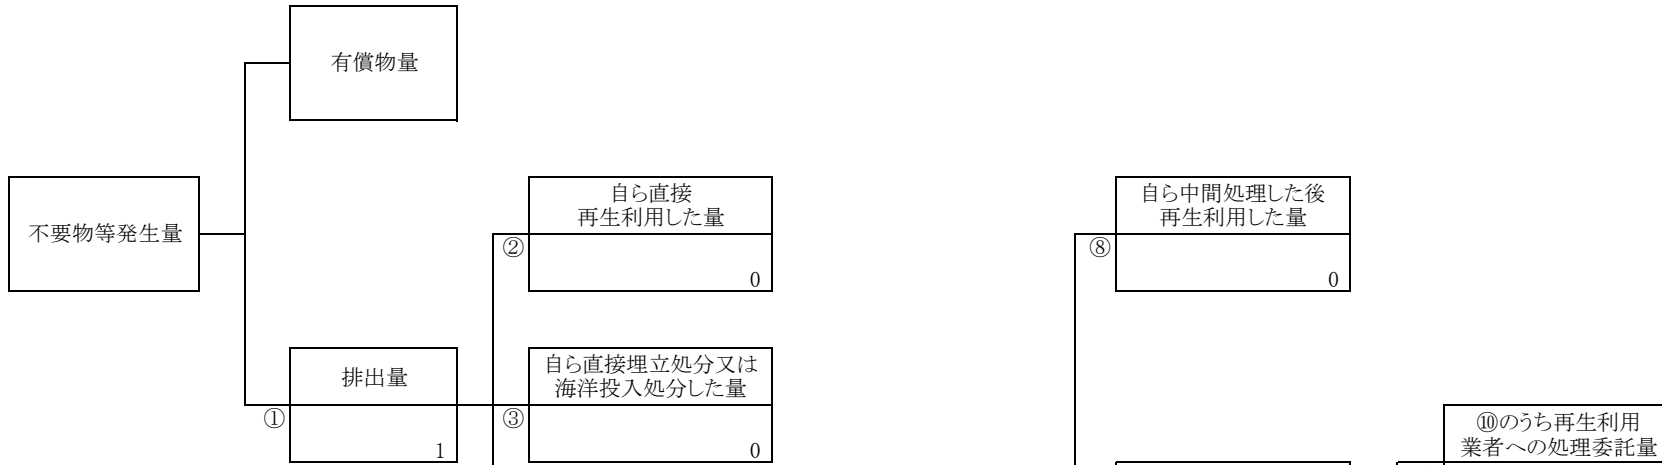 有償物量
不要物等発生量
自ら直接
再生利用した量
②
0
自ら中間処理した後
再生利用した量
⑧
0
排出量
①
1
自ら直接埋立処分又は
海洋投入処分した量
③
0
⑩のうち再生利用
業者への処理委託量